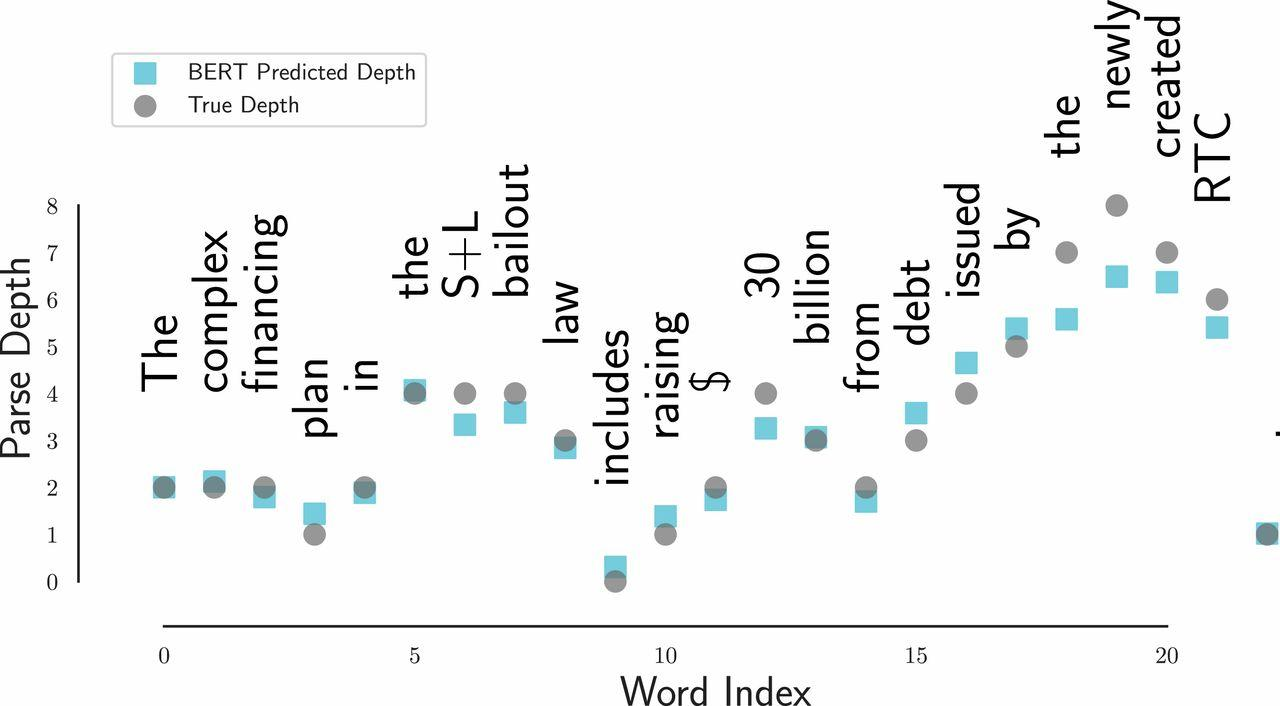 BERT Predicted Depth
True Depth
Parse Depth
8
7
6
5
4
3
2
1
0
The
complex
financing
plan
in
the
S+L
bailout
law
includes
raising
$
30
billion
from
debt
issued
by
the
newly
created
RTC
.
0
5
10
15
20
Word Index